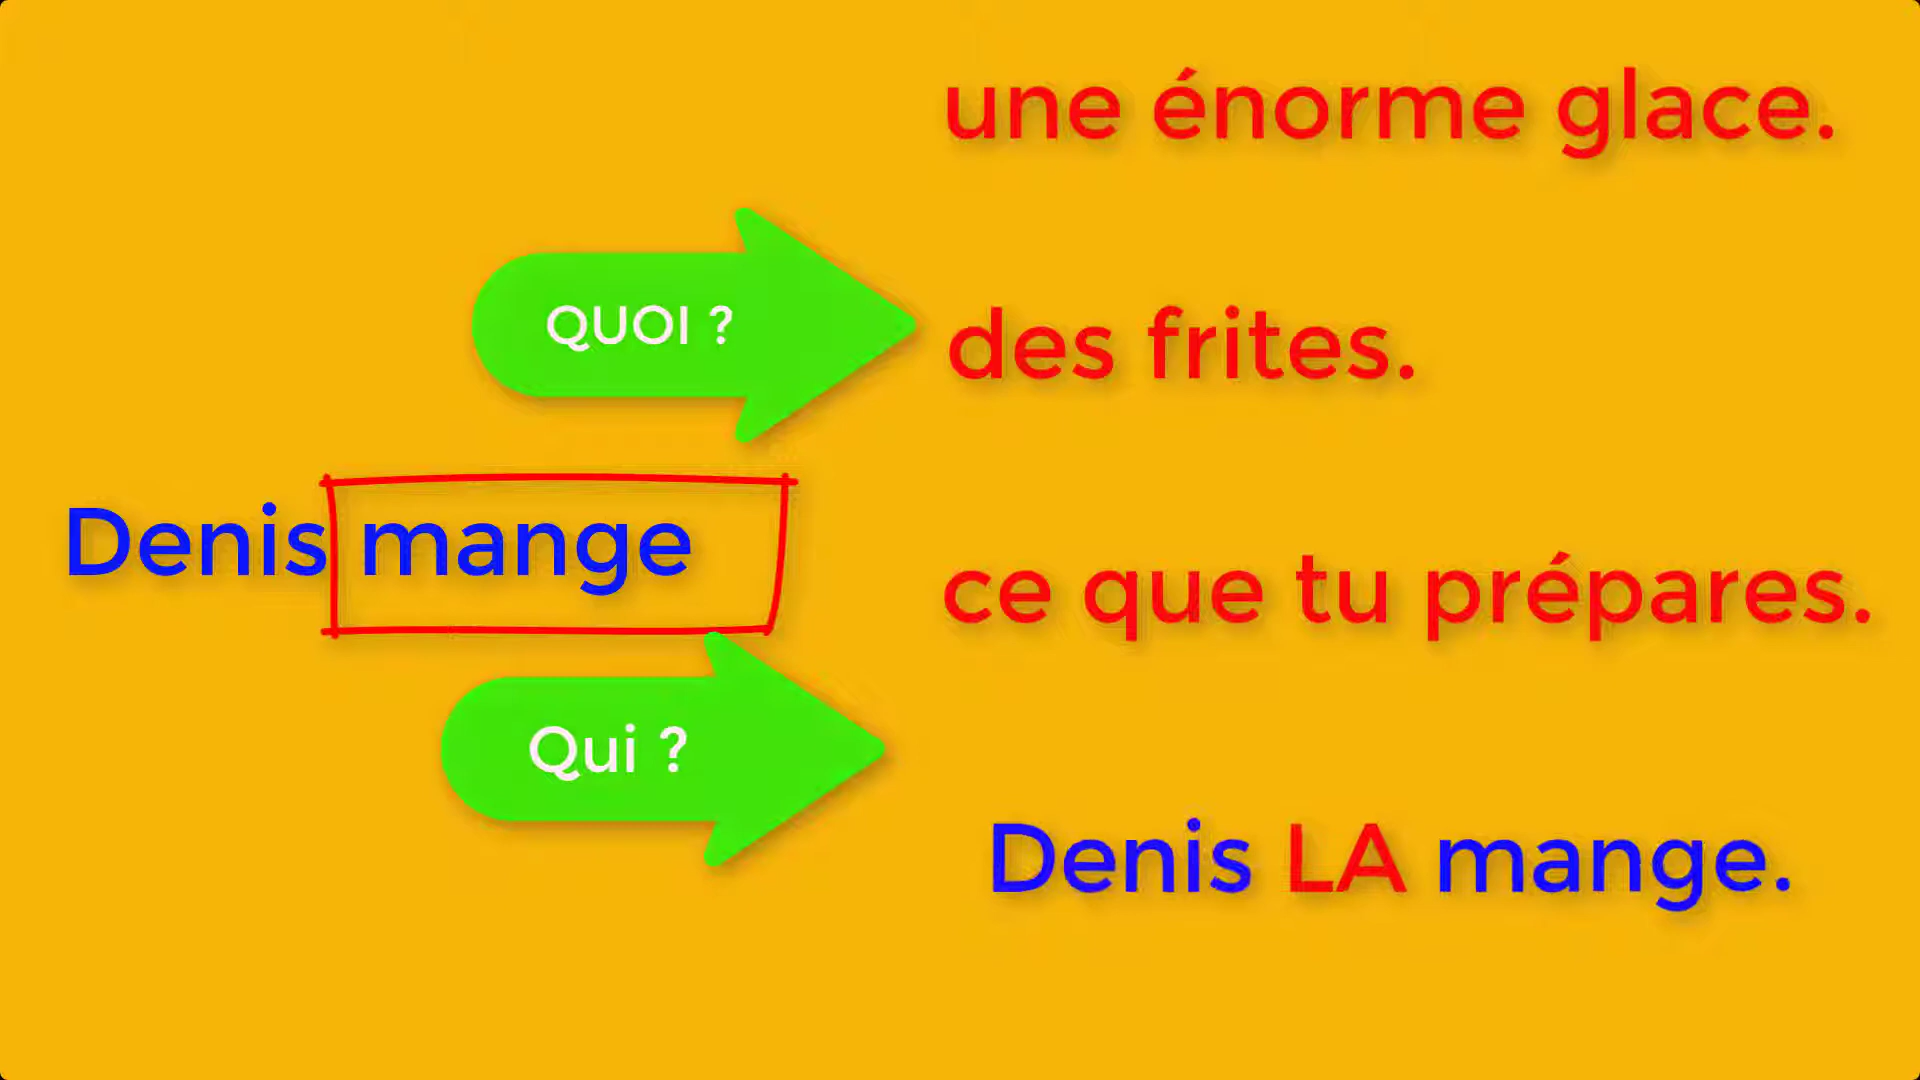 une énorme glace.
QUOI ?
des frites.
Denis mange
ce que tu prépares.
Qui ?
Denis LA mange.